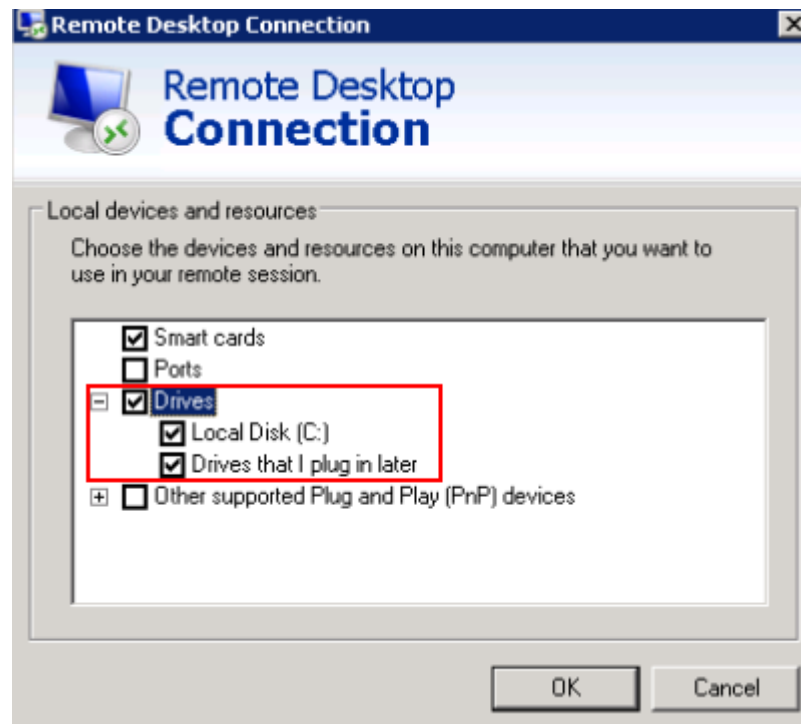 Remote Desktop Connection
Remote Desktop
Connection
Local devices and resources
Choose the devices and resources on this computer that you want to
use in your remote session.
Smart cards
Ports
Drives
Local Disk (C:)
Drives that I plug in later
Other supported Plug and Play (PnP) devices
OK
Cancel